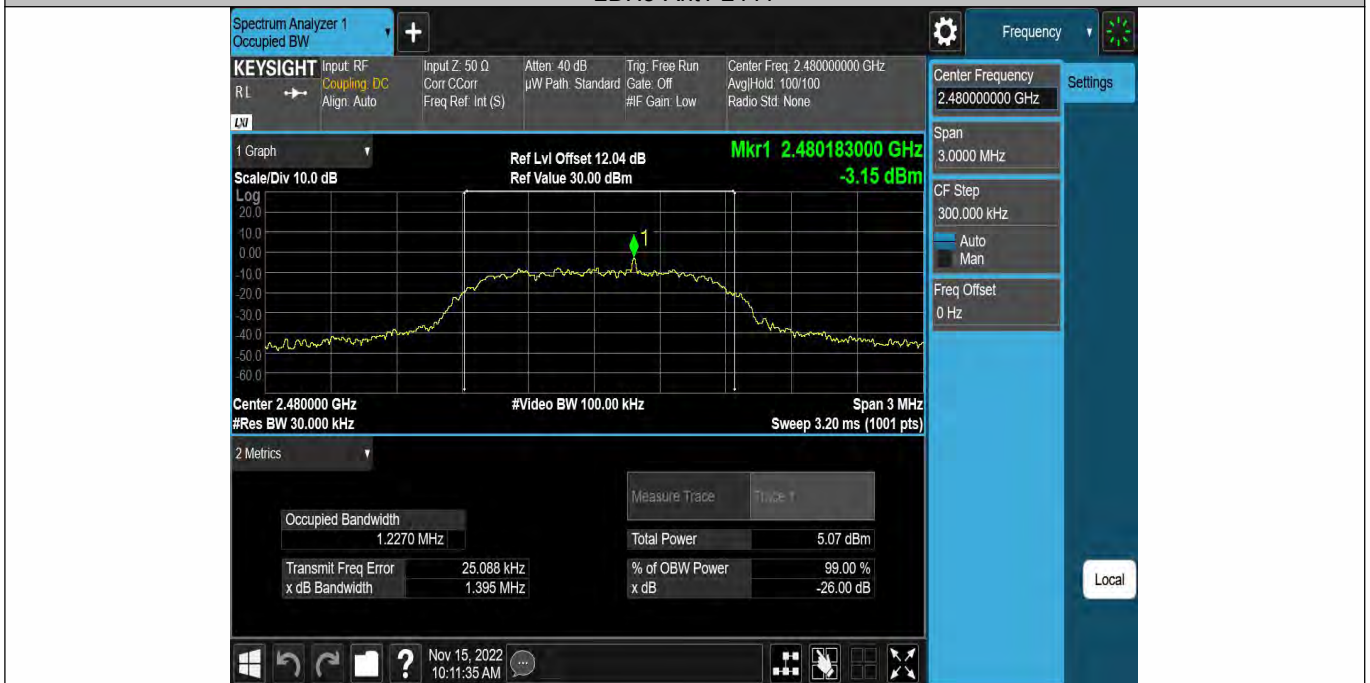 Spectrum Analyzer 1
Occupied BW
Frequency
KEYSIGHT
RL
LXI
Input: RF
Coupling: DC
Align: Auto
Input Z: 50 Ω
Corr CCorr
Freq Ref: Int (S)
Atten: 40 dB
µW Path: Standard
Trig: Free Run
Gate: Off
#IF Gain: Low
Center Freq: 2.480000000 GHz
Avg|Hold: 100/100
Radio Std: None
Center Frequency
2.480000000 GHz
Settings
Span
3.0000 MHz
CF Step
300.000 kHz
Auto
Man
Freq Offset
0 Hz
1 Graph
Scale/Div 10.0 dB
Ref Lvl Offset 12.04 dB
Ref Value 30.00 dBm
Mkr1 2.480183000 GHz
-3.15 dBm
Log
20.0
10.0
0.00
-10.0
-20.0
-30.0
-40.0
-50.0
-60.0
1
Center 2.480000 GHz
#Res BW 30.000 kHz
#Video BW 100.00 kHz
Span 3 MHz
Sweep 3.20 ms (1001 pts)
2 Metrics
Measure Trace
Trace 1
Occupied Bandwidth
1.2270 MHz
Total Power 5.07 dBm
Transmit Freq Error 25.088 kHz
% of OBW Power 99.00 %
x dB Bandwidth 1.395 MHz
x dB -26.00 dB
Local
Nov 15, 2022
10:11:35 AM